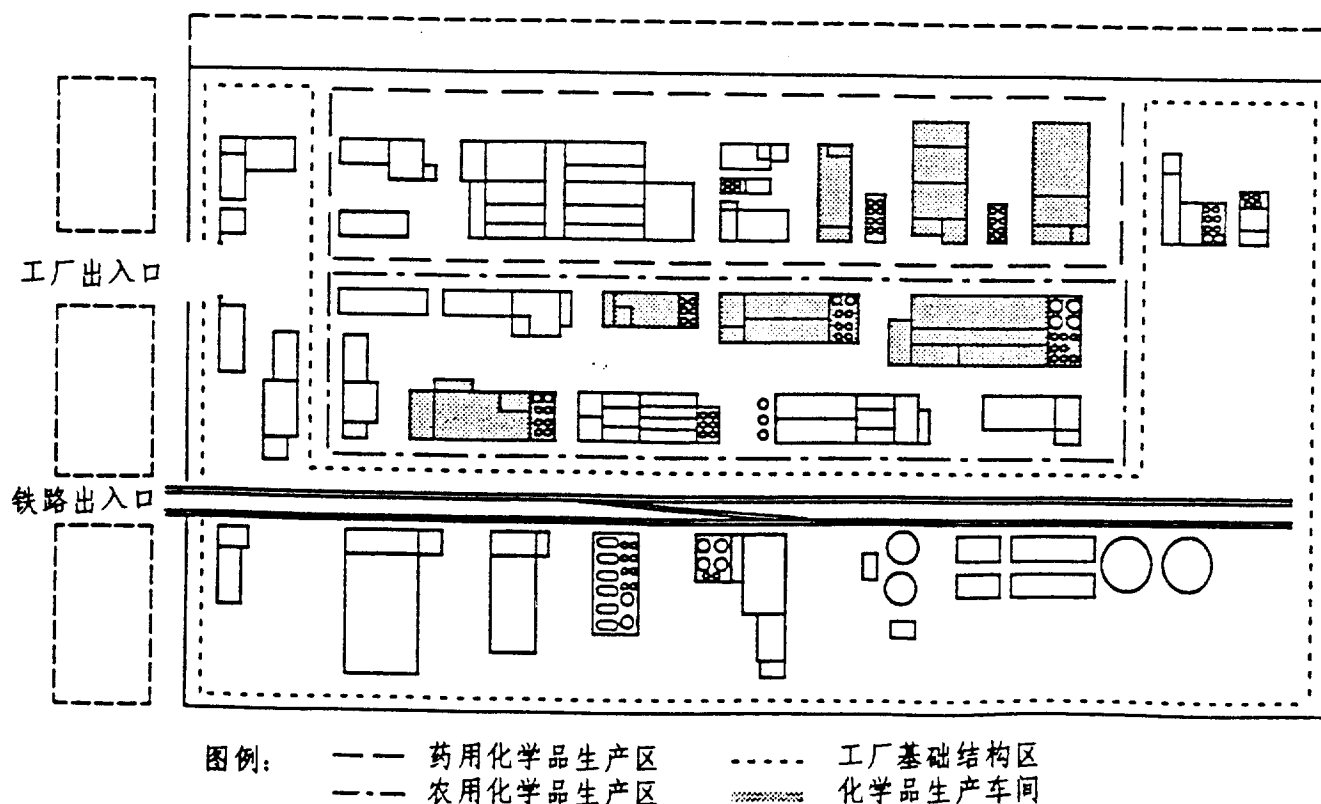 工厂出入口
铁路出入口
图例:
药用化学品生产区
工厂基础结构区
农用化学品生产区
化学品生产车间